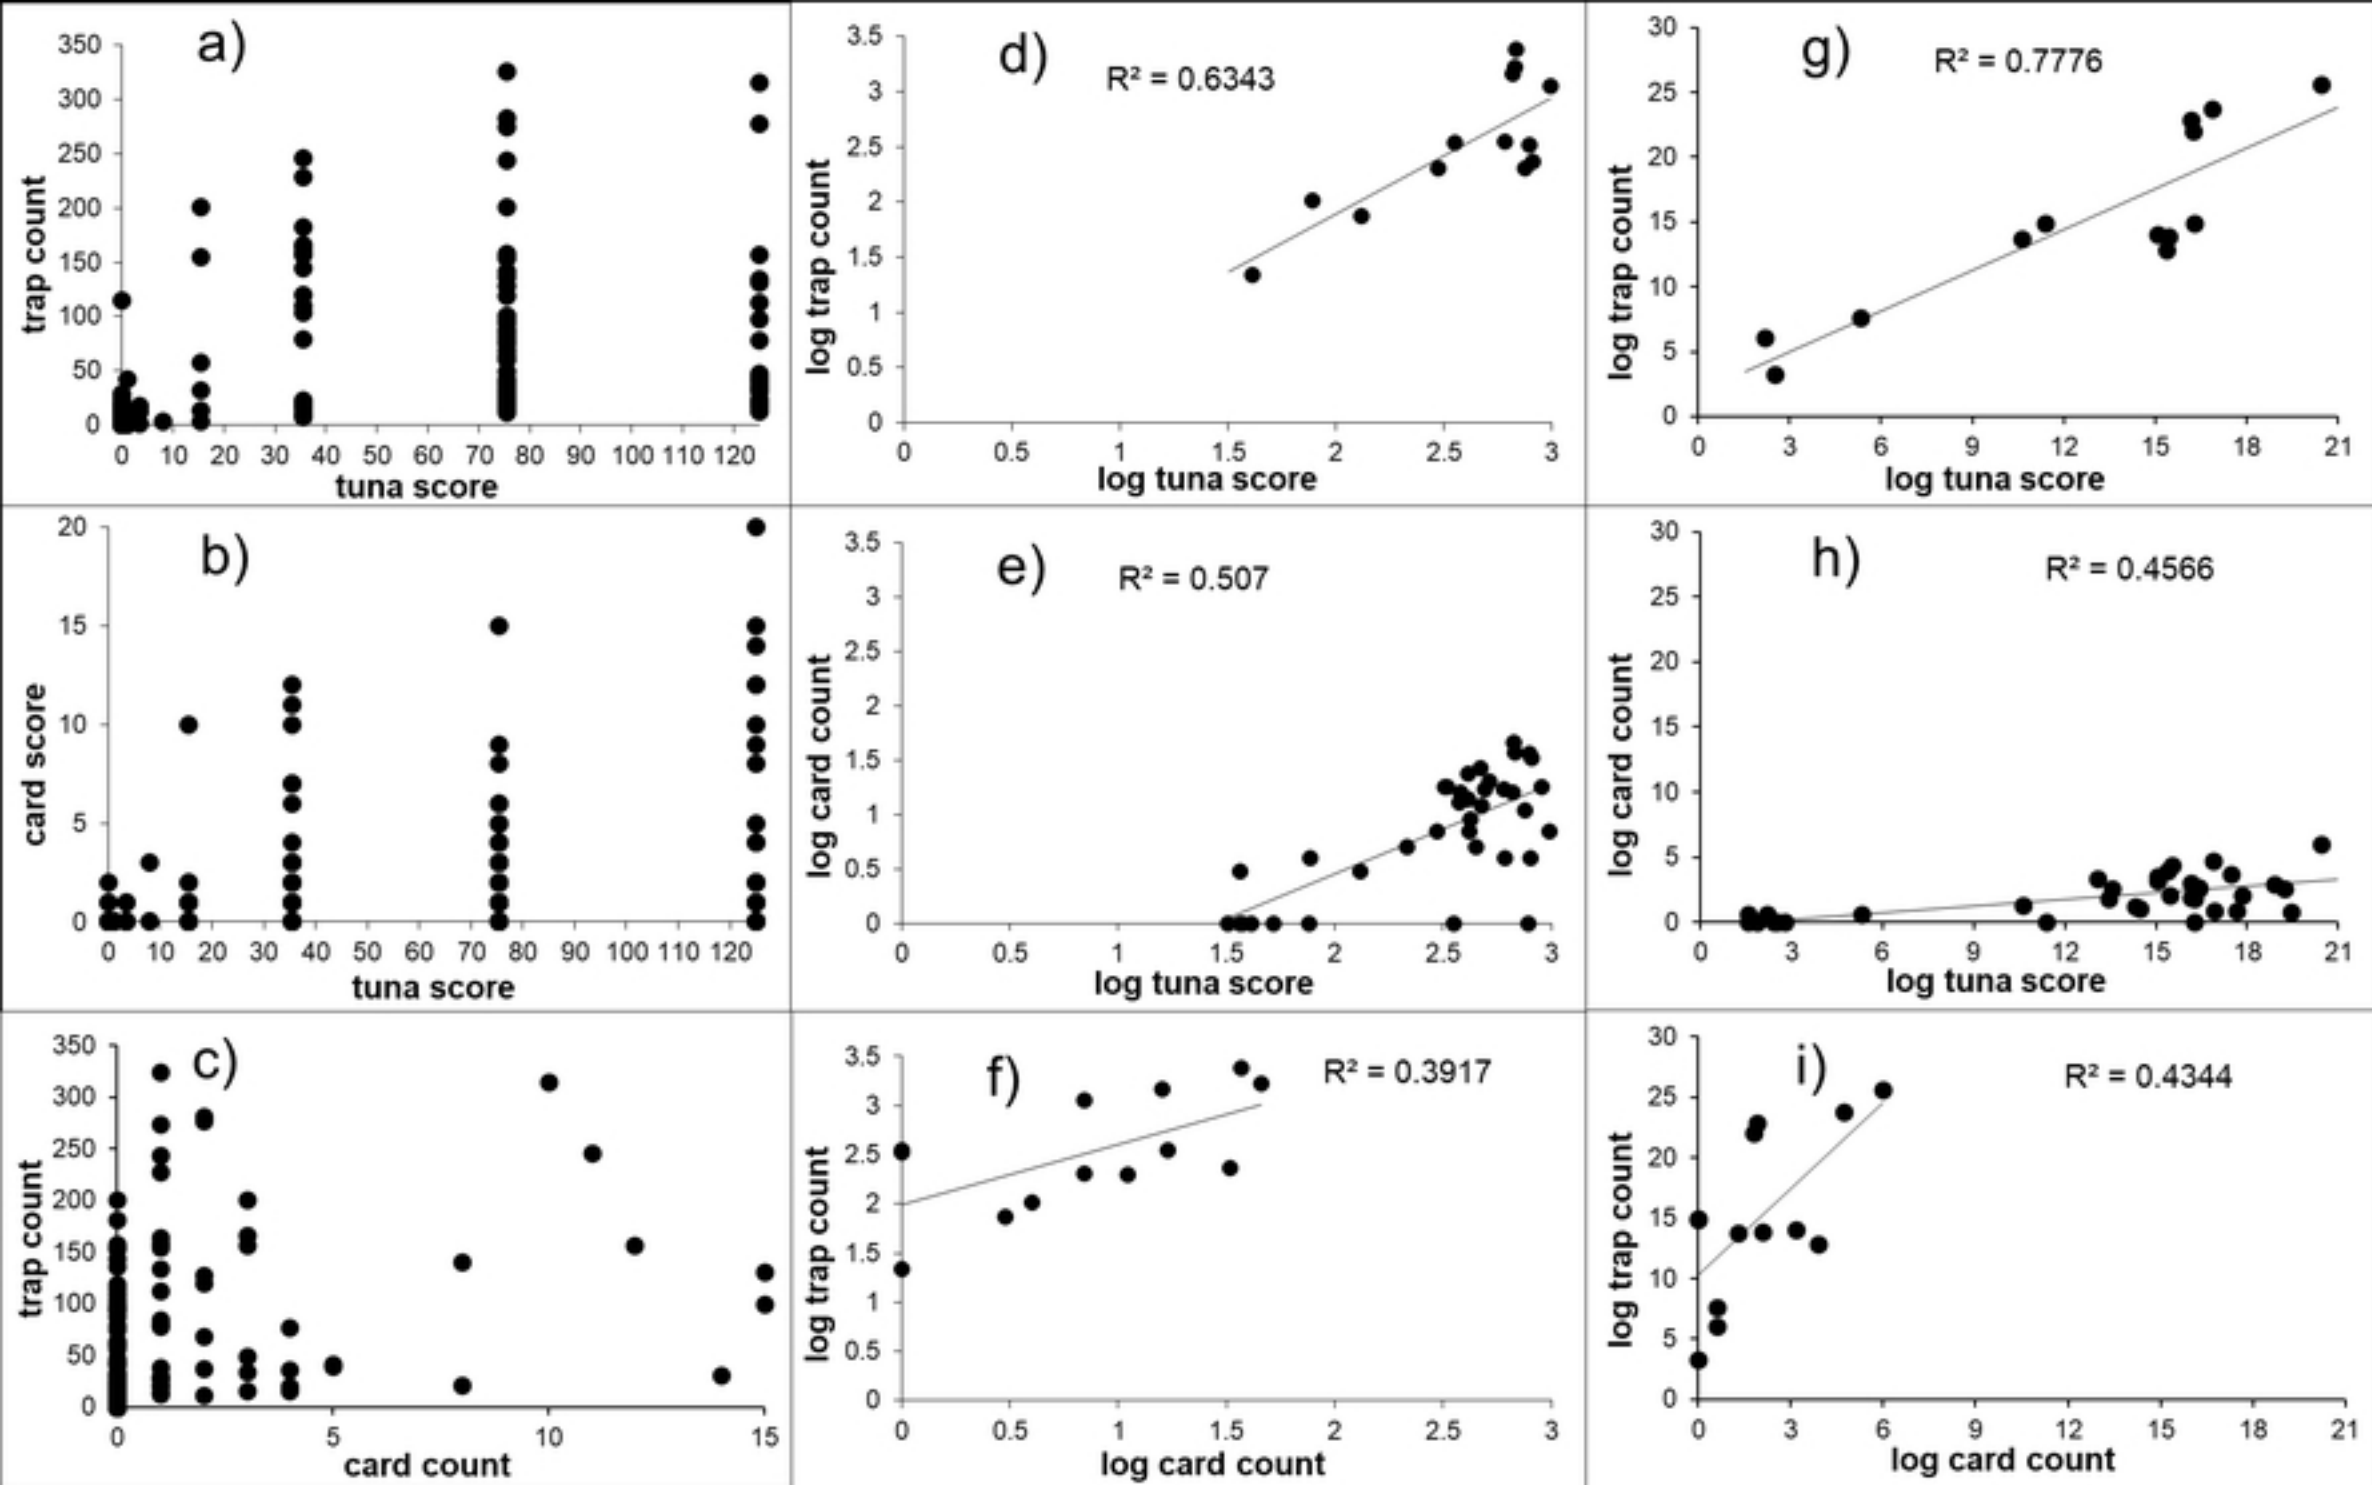 a)
350
300
250
200
150
100
50
0
0 10 20 30 40 50 60 70 80 90 100 110 120
trap count
tuna score
d)
R² = 0.6343
3.5
3
2.5
2
1.5
1
0.5
0
0 0.5 1 1.5 2 2.5 3
log trap count
log tuna score
g)
R² = 0.7776
30
25
20
15
10
5
0
0 3 6 9 12 15 18 21
log trap count
log tuna score
b)
20
15
10
5
0
0 10 20 30 40 50 60 70 80 90 100 110 120
card score
tuna score
e)
R² = 0.507
3.5
3
2.5
2
1.5
1
0.5
0
0 0.5 1 1.5 2 2.5 3
log card count
log tuna score
h)
R² = 0.4566
30
25
20
15
10
5
0
0 3 6 9 12 15 18 21
log card count
log tuna score
c)
350
300
250
200
150
100
50
0
0 5 10 15
trap count
card count
f)
R² = 0.3917
3.5
3
2.5
2
1.5
1
0.5
0
0 0.5 1 1.5 2 2.5 3
log trap count
log card count
i)
R² = 0.4344
30
25
20
15
10
5
0
0 3 6 9 12 15 18 21
log trap count
log card count